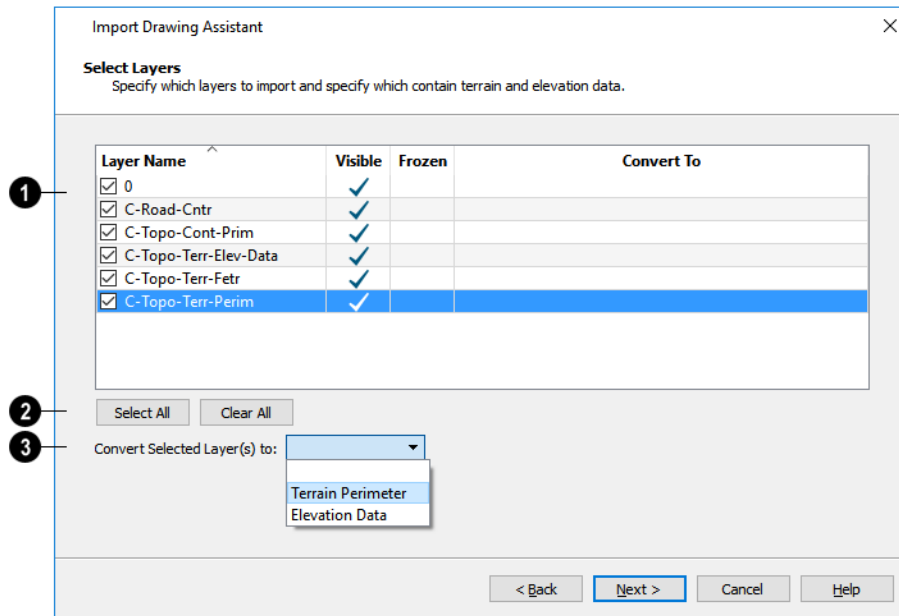 Import Drawing Assistant
Select Layers
Specify which layers to import and specify which contain terrain and elevation data.
Layer Name Visible Frozen Convert To
1
0
C-Road-Cntr
C-Topo-Cont-Prim
C-Topo-Terr-Elev-Data
C-Topo-Terr-Fetr
C-Topo-Terr-Perim
2 Select All Clear All
3 Convert Selected Layer(s) to:
Terrain Perimeter
Elevation Data
< Back Next > Cancel Help